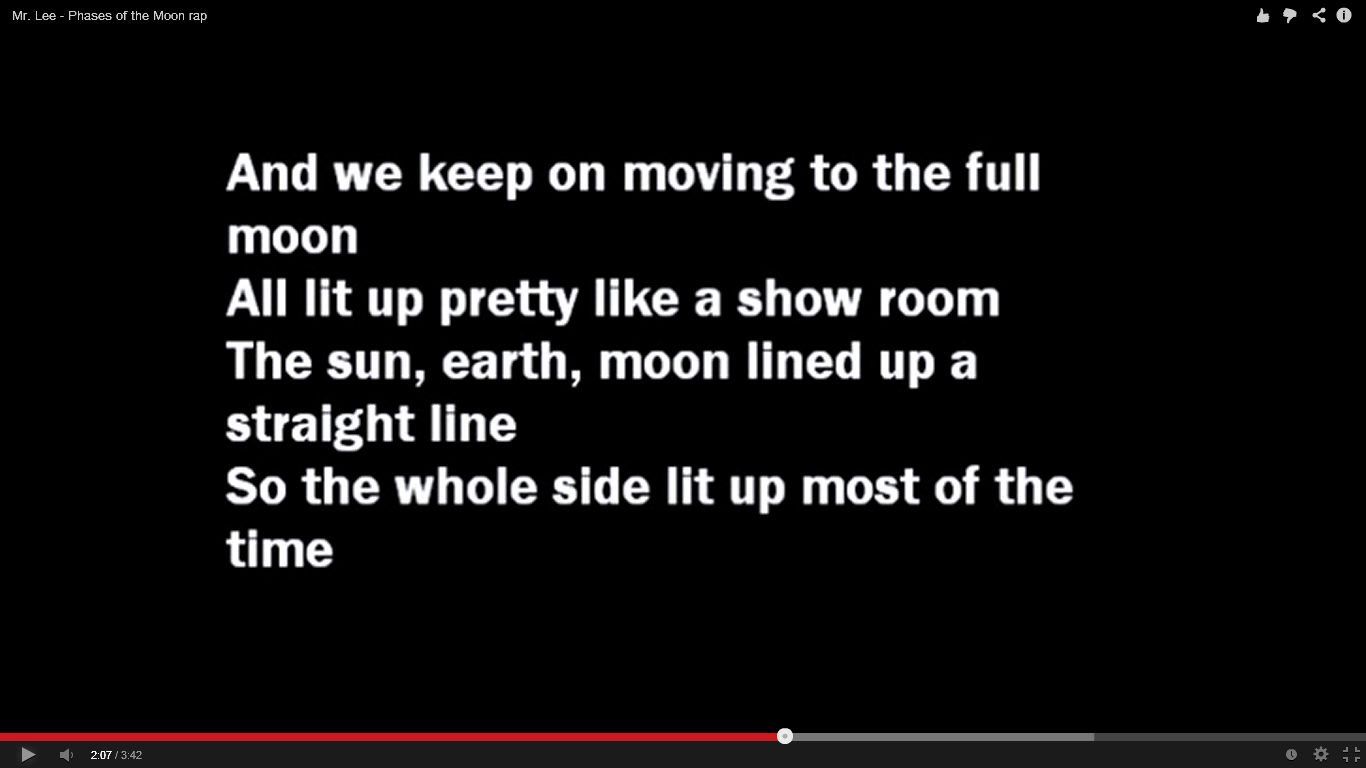 Mr. Lee - Phases of the Moon rap
And we keep on moving to the full
moon
All lit up pretty like a show room
The sun, earth, moon lined up a
straight line
So the whole side lit up most of the
time
2:07 / 3:42